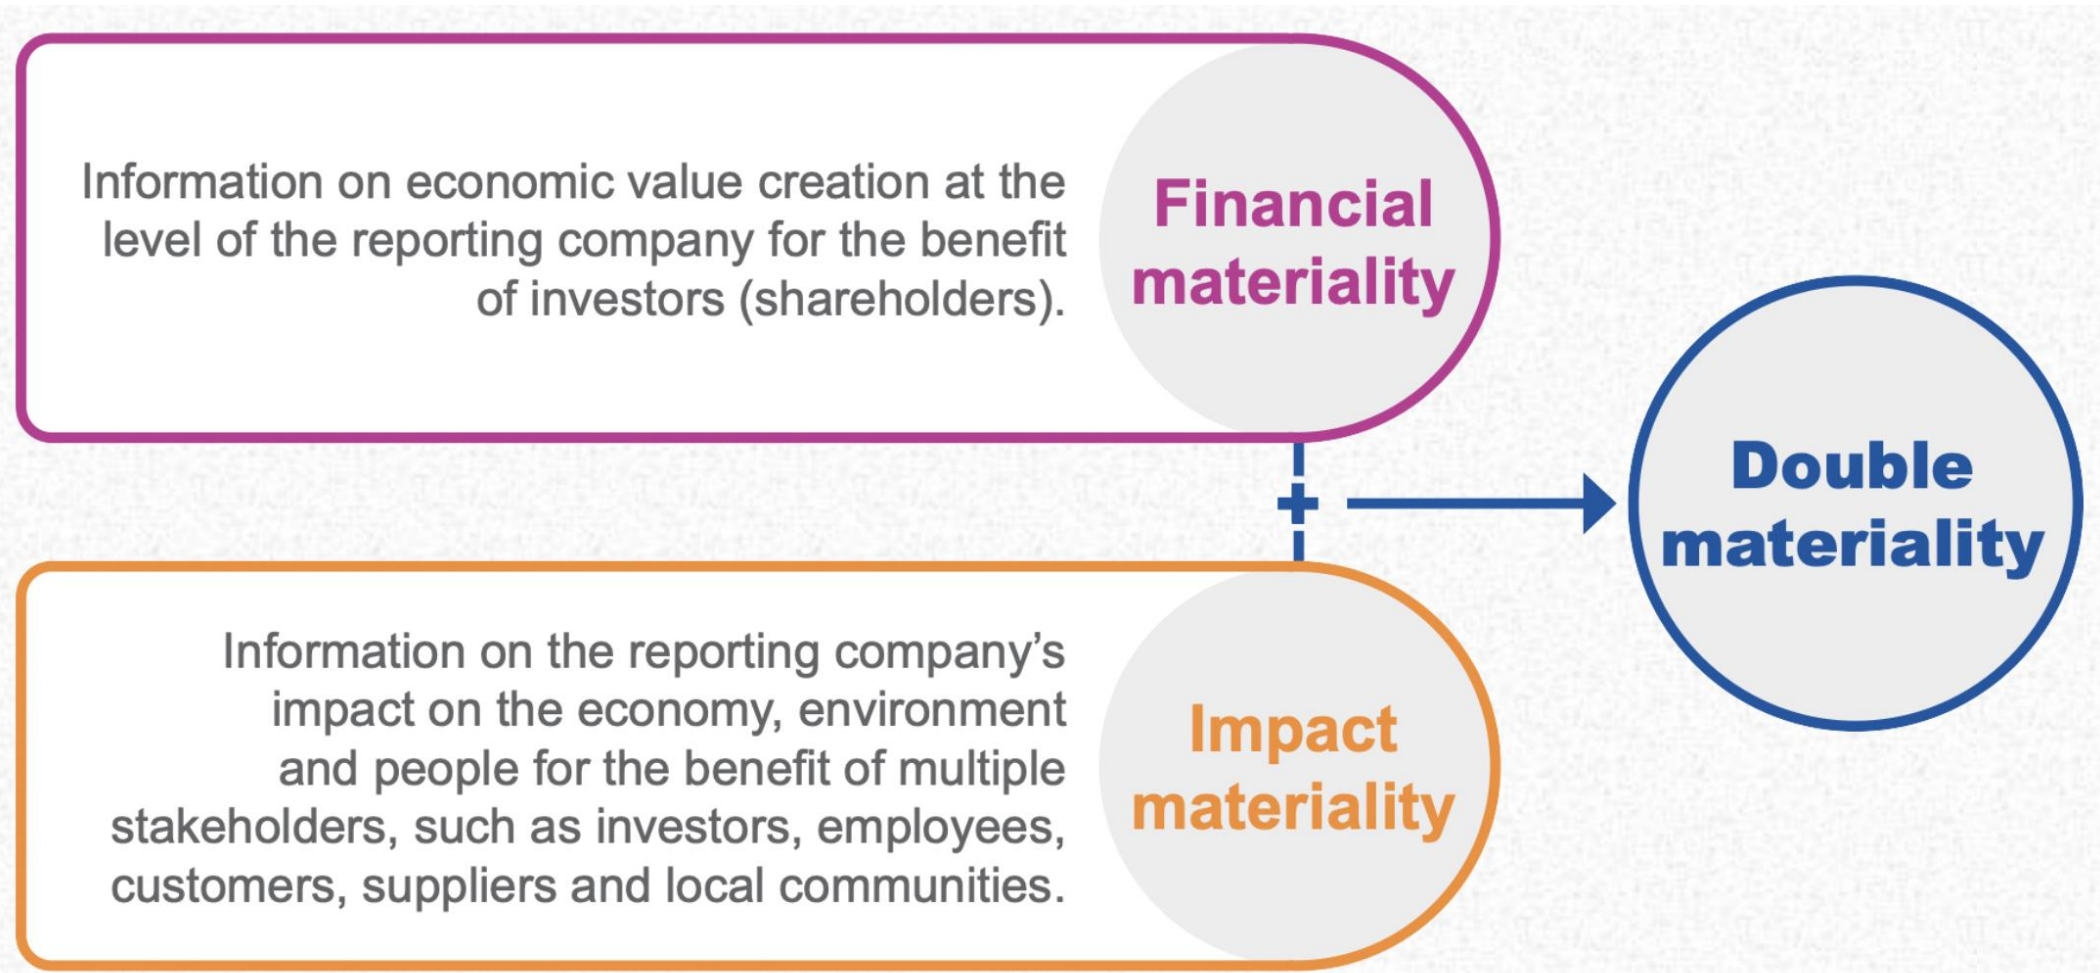 Information on economic value creation at the
level of the reporting company for the benefit
of investors (shareholders).
Financial
materiality
+
Double
materiality
Information on the reporting company’s
impact on the economy, environment
and people for the benefit of multiple
stakeholders, such as investors, employees,
customers, suppliers and local communities.
Impact
materiality